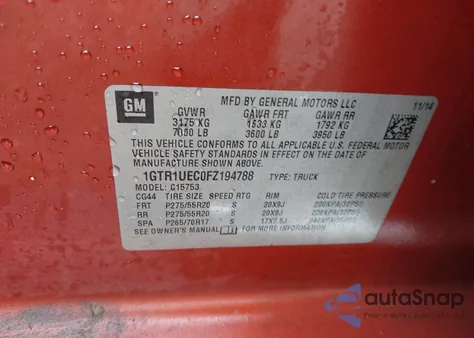 GM
MFD BY GENERAL MOTORS LLC 11/14
GVWR GAWR FRT GAWR RR
3175 KG 1633 KG 1792 KG
7000 LB 3600 LB 3950 LB
THIS VEHICLE CONFORMS TO ALL APPLICABLE U.S. FEDERAL MOTOR
VEHICLE SAFETY STANDARDS IN EFFECT ON THE DATE OF
MANUFACTURE SHOWN ABOVE.
1GTR1UEC0FZ194788 TYPE: TRUCK
MODEL: C15753
CG44 TIRE SIZE SPEED RTG RIM COLD TIRE PRESSURE
FRT P275/55R20 S 20X9J 220KPA(32PSI)
RR P275/55R20 S 20X9J 220KPA(32PSI)
SPA P265/70R17 S 17X7.5J
SEE OWNER'S MANUAL FOR MORE INFORMATION.
autoSnap